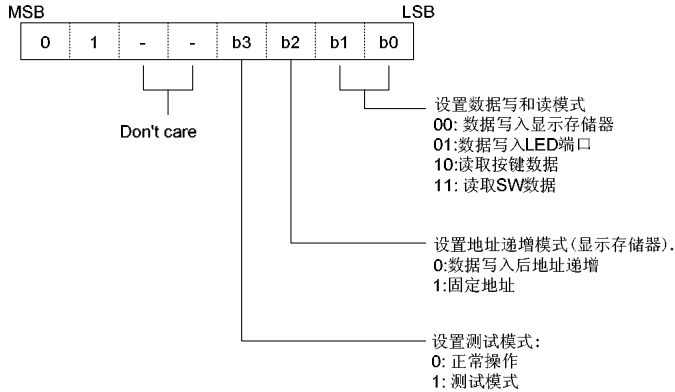 MSB LSB
0 1 - - b3 b2 b1 b0
Don't care
设置数据写和读模式
00: 数据写入显示存储器
01:数据写入LED端口
10:读取按键数据
11: 读取SW数据
设置地址递增模式(显示存储器).
0:数据写入后地址递增
1:固定地址
设置测试模式:
0: 正常操作
1: 测试模式